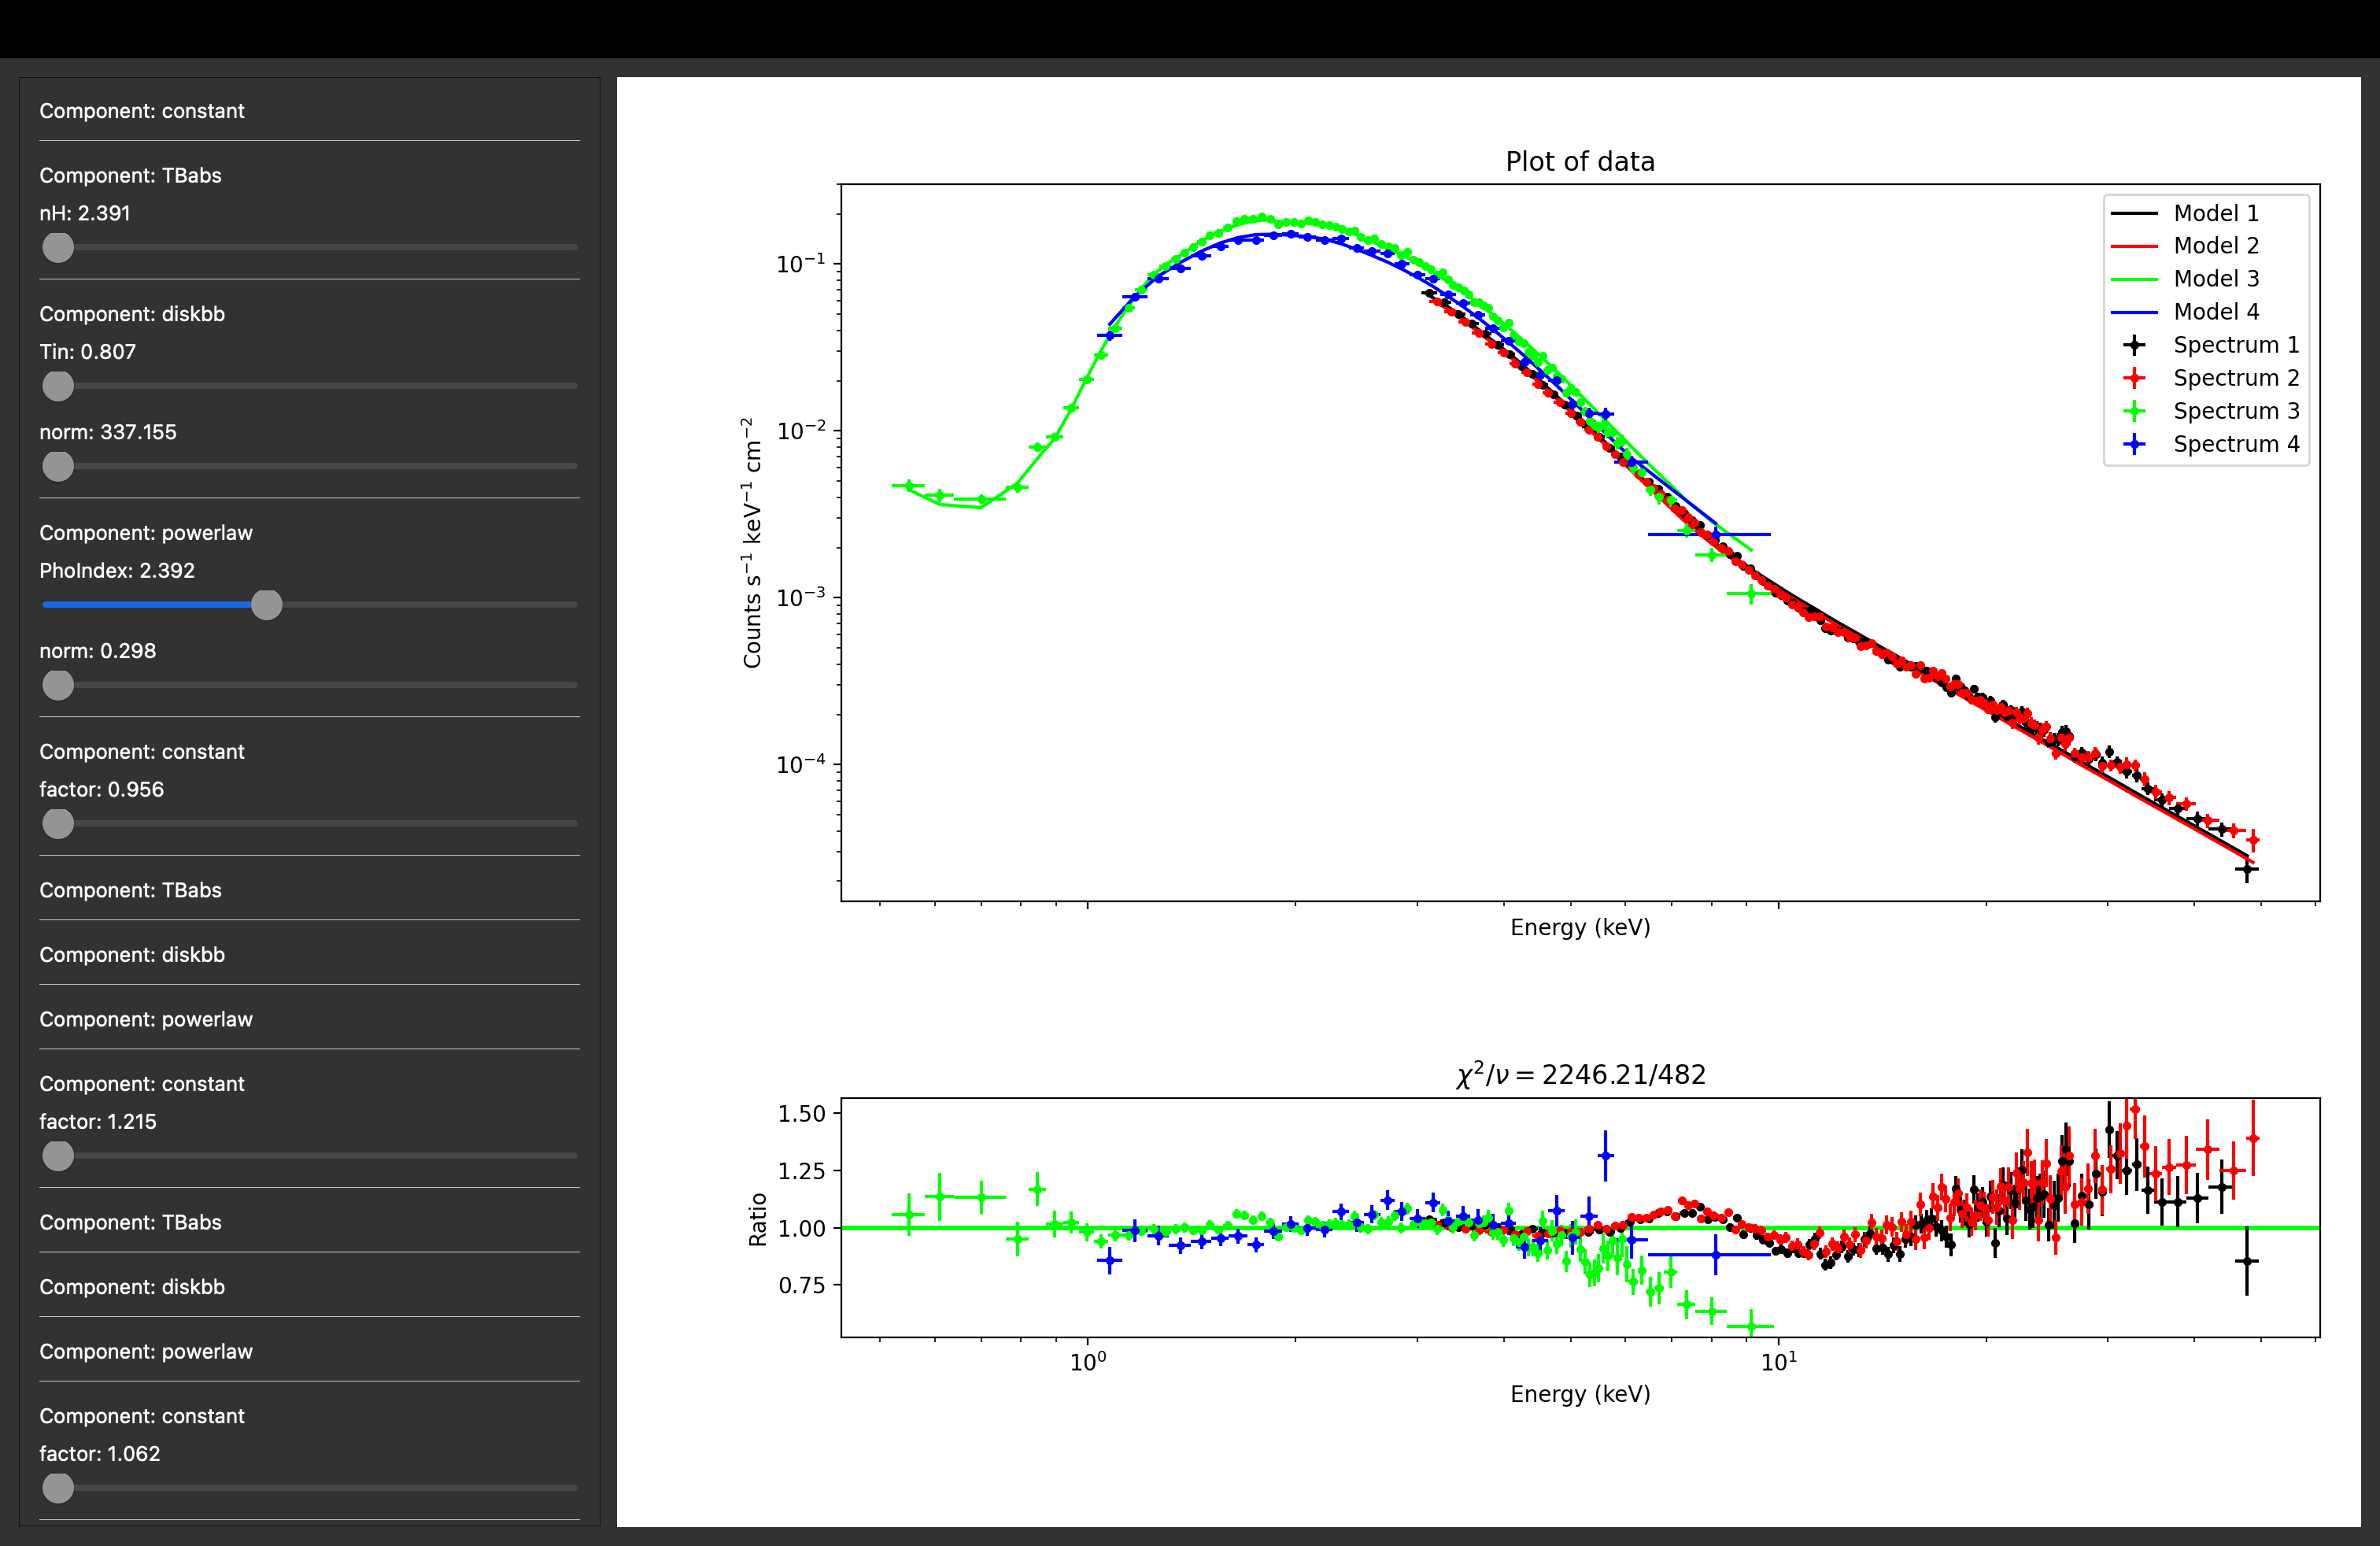 Component: constant
Component: TBabs
nH: 2.391
Component: diskbb
Tin: 0.807
norm: 337.155
Component: powerlaw
PhoIndex: 2.392
norm: 0.298
Component: constant
factor: 0.956
Component: TBabs
Component: diskbb
Component: powerlaw
Component: constant
factor: 1.215
Component: TBabs
Component: diskbb
Component: powerlaw
Component: constant
factor: 1.062
Plot of data
Counts s⁻¹ keV⁻¹ cm⁻²
10⁻¹
10⁻²
10⁻³
10⁻⁴
Model 1
Model 2
Model 3
Model 4
Spectrum 1
Spectrum 2
Spectrum 3
Spectrum 4
Energy (keV)
χ²/ν = 2246.21/482
Ratio
1.50
1.25
1.00
0.75
10⁰ 10¹
Energy (keV)